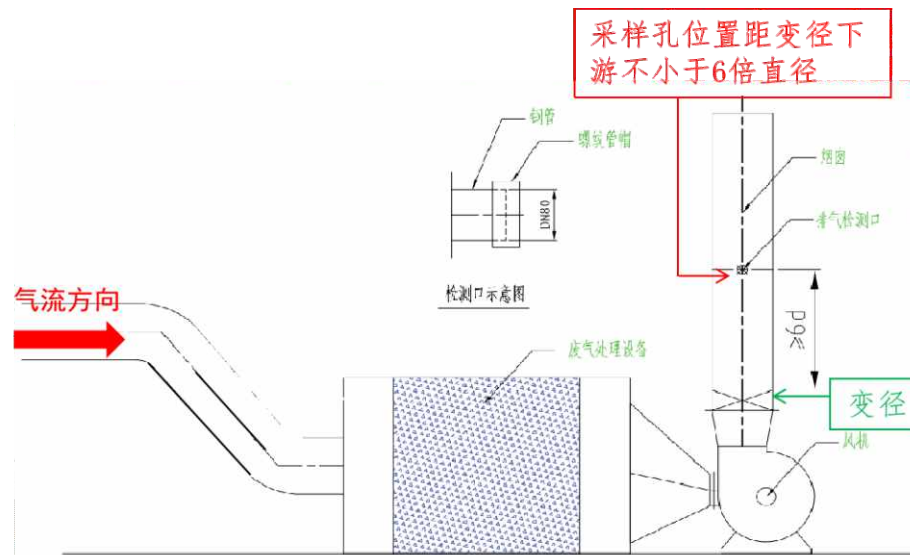 采样孔位置距变径下
游不小于6倍直径
钢管
螺纹管帽
烟囱
DN80
排气检测口
检测口示意图
气流方向
≥6d
废气处理设备
变径
风机